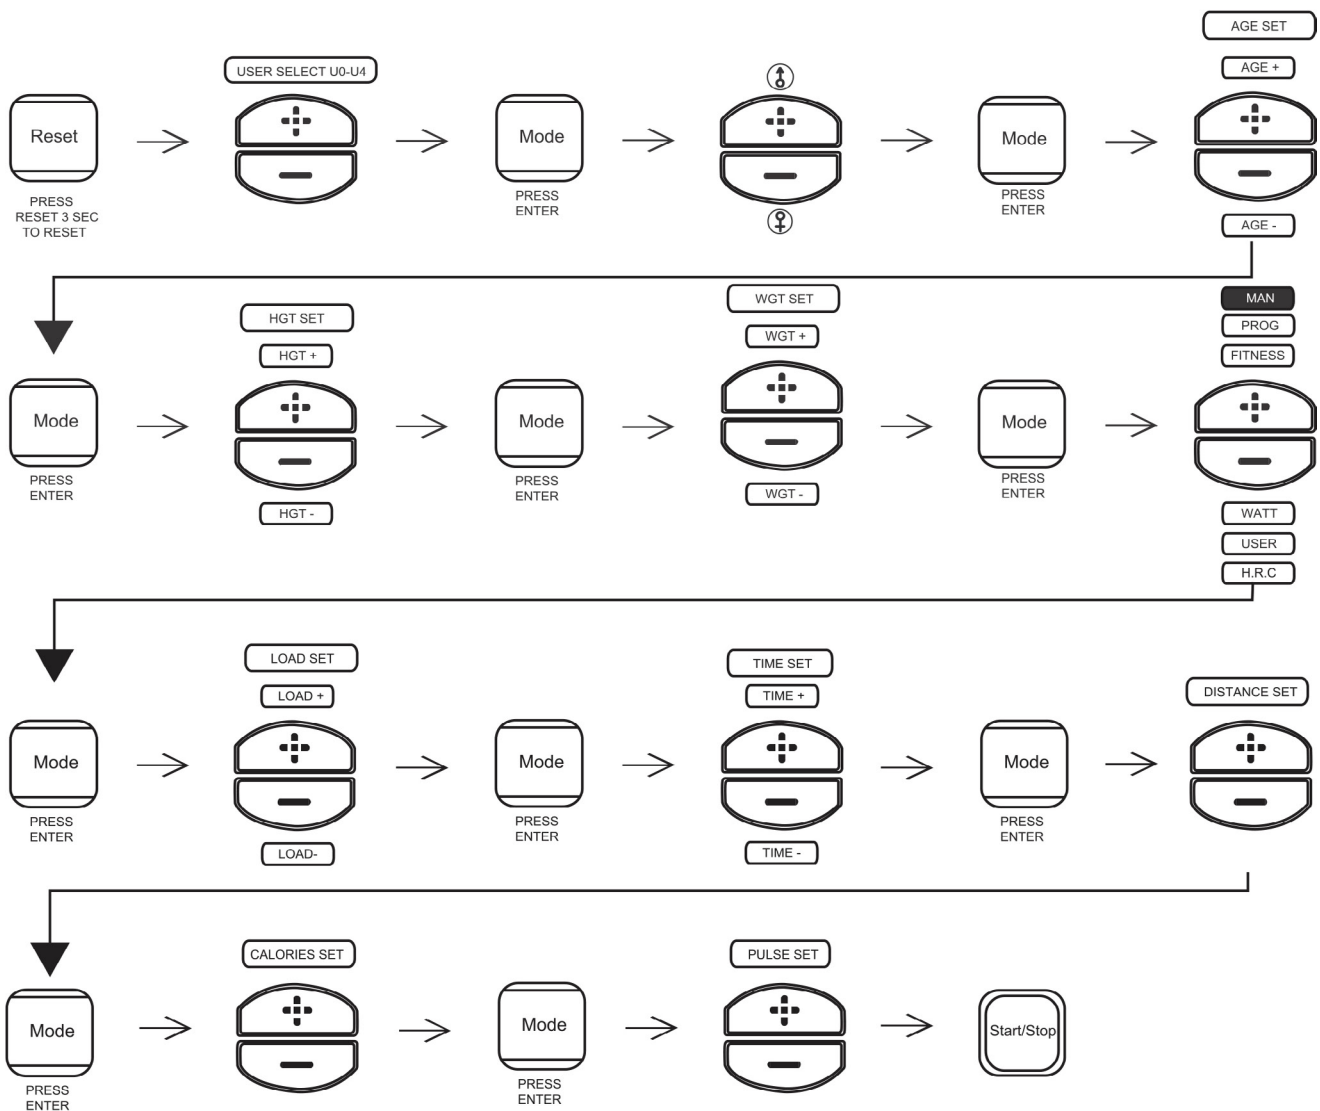 AGE SET
USER SELECT U0-U4
AGE +
Reset
Mode
Mode
PRESS
RESET 3 SEC
TO RESET
PRESS
ENTER
PRESS
ENTER
AGE -
HGT SET
HGT +
WGT SET
WGT +
MAN
PROG
FITNESS
Mode
Mode
Mode
PRESS
ENTER
HGT -
PRESS
ENTER
WGT -
PRESS
ENTER
WATT
USER
H.R.C
LOAD SET
LOAD +
TIME SET
TIME +
DISTANCE SET
Mode
Mode
Mode
PRESS
ENTER
LOAD-
PRESS
ENTER
TIME -
PRESS
ENTER
CALORIES SET
PULSE SET
Mode
Mode
Start/Stop
PRESS
ENTER
PRESS
ENTER